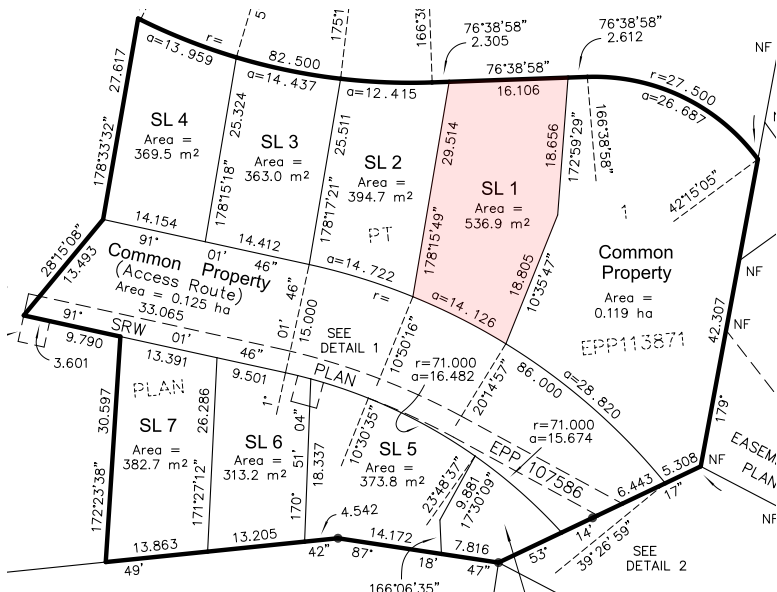 76°38'58"
2.305
76°38'58"
2.612
NF
5
175°1
166°3
r=
a=13.959
82.500
a=14.437
a=12.415
76°38'58"
16.106
r=27.500
a=26.687
27.617
178°33'32"
SL 4
Area =
369.5 m²
25.324
178°15'18"
SL 3
Area =
363.0 m²
25.511
178°17'21"
SL 2
Area =
394.7 m²
PT
29.514
178°15'49"
SL 1
Area =
536.9 m²
18.656
172°59'29"
166°38'58"
42°15'05"
1
18.805
10°35'47"
Common
Property
Area =
0.119 ha
EPP113871
14.154
91°
01'
14.412
46"
a=14.722
r=
a=14.126
28°15'08"
13.493
Common Property
(Access Route)
Area = 0.125 ha
33.065
46"
15.000
01'
1°
SEE
DETAIL 1
10°50'16"
r=71.000
a=16.482
20°14'57"
86.000
a=28.820
42.307
179°
NF
NF
NF
NF
NF
91°
9.790
SRW
01'
46"
3.601
13.391
9.501
PLAN
PLAN
EPP 107586
r=71.000
a=15.674
30.597
172°23'38"
SL 7
Area =
382.7 m²
26.286
171°27'12"
SL 6
Area =
313.2 m²
04"
51'
170°
18.337
10°30'35"
SL 5
Area =
373.8 m²
23°48'37"
9.881
17°30'09"
6.443
5.308
17"
14'
39°26'59"
53°
EASEM
PLAN
SEE
DETAIL 2
13.863
49'
13.205
42"
4.542
87°
14.172
18'
7.816
47"
166°06'35"